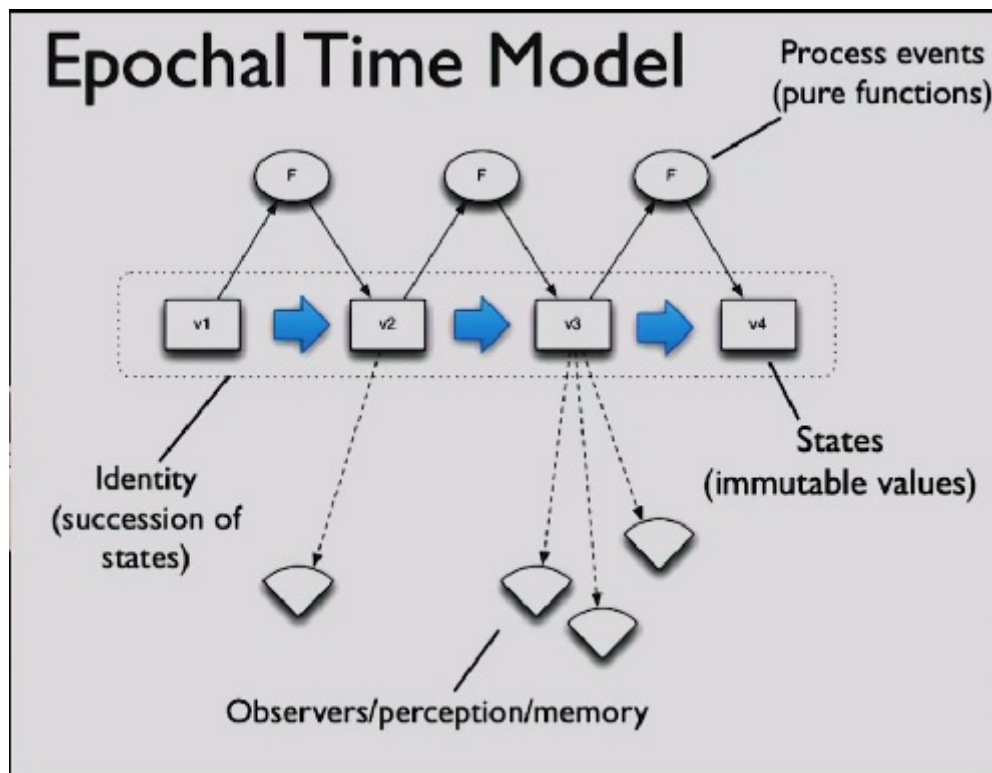 Epochal Time Model
Process events
(pure functions)
F
F
F
v1
v2
v3
v4
Identity
(succession of
states)
States
(immutable values)
Observers/perception/memory